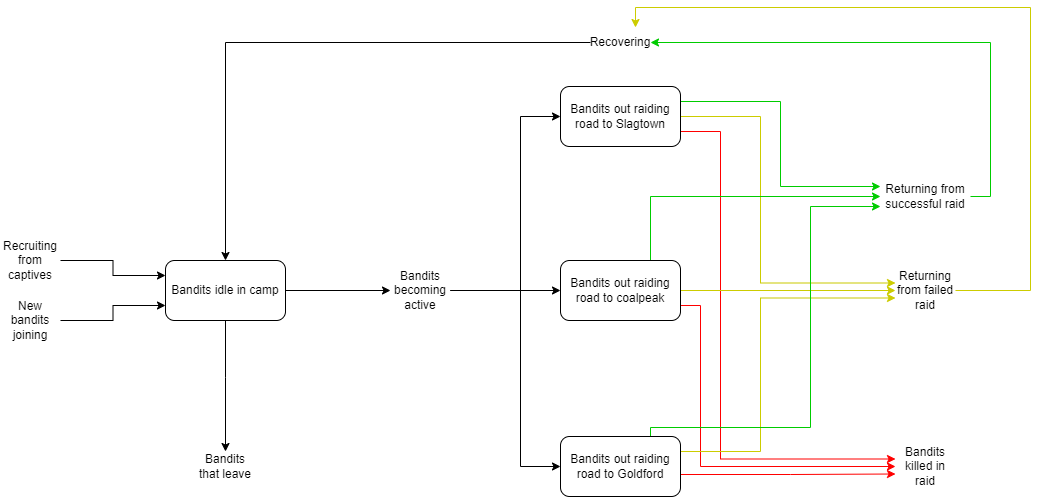 Recovering
Bandits out raiding
road to Slagtown
Returning from
successful raid
Recruiting
from
captives
New
bandits
joining
Bandits idle in camp
Bandits
becoming
active
Bandits out raiding
road to coalpeak
Returning
from failed
raid
Bandits
that leave
Bandits out raiding
road to Goldford
Bandits
killed in
raid